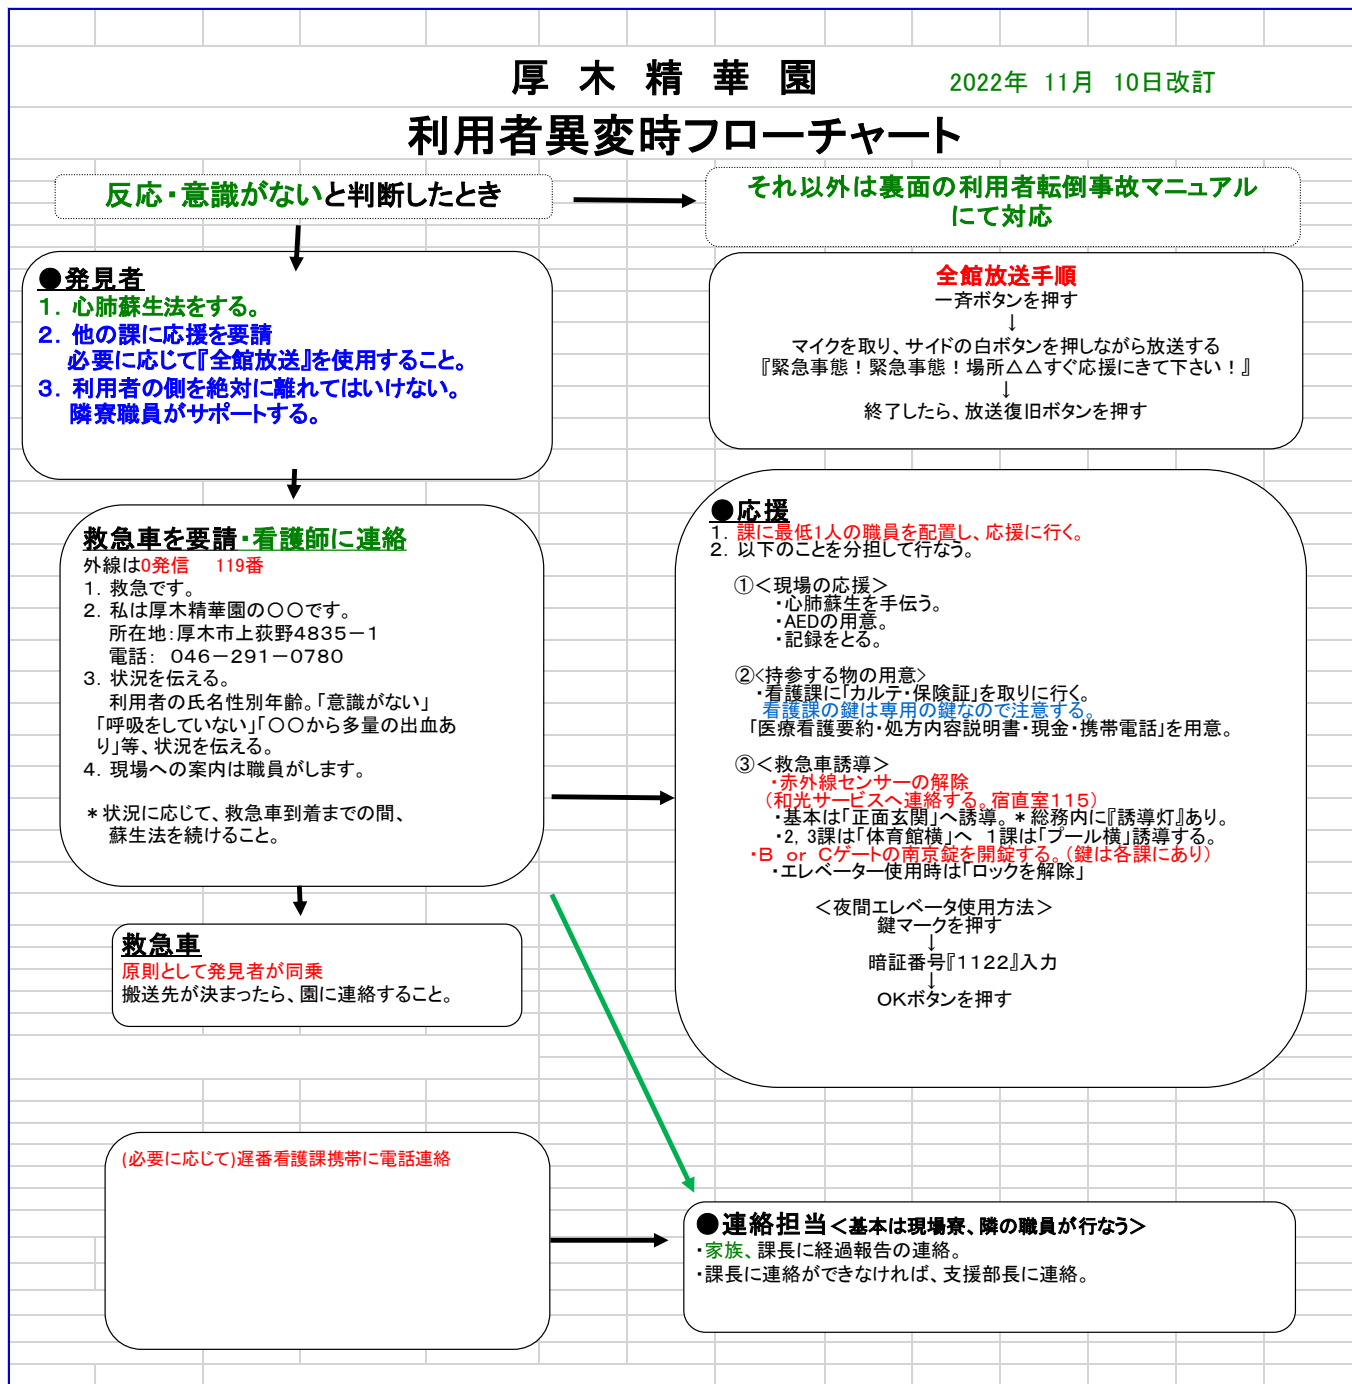 厚木精華園
2022年 11月 10日改訂
利用者異変時フローチャート
反応・意識がないと判断したとき
それ以外は裏面の利用者転倒事故マニュアル
にて対応
●発見者
1．心肺蘇生法をする。
2．他の課に応援を要請
必要に応じて『全館放送』を使用すること。
3．利用者の側を絶対に離れてはいけない。
隣寮職員がサポートする。
全館放送手順
一斉ボタンを押す
↓
マイクを取り、サイドの白ボタンを押しながら放送する
『緊急事態！緊急事態！場所△△すぐ応援にきて下さい！』
↓
終了したら、放送復旧ボタンを押す
救急車を要請・看護師に連絡
外線は0発信　119番
1．救急です。
2．私は厚木精華園の〇〇です。
所在地：厚木市上荻野4835－1
電話：　046－291－0780
3．状況を伝える。
利用者の氏名性別年齢。「意識がない」
「呼吸をしていない」「〇〇から多量の出血あ
り」等、状況を伝える。
4．現場への案内は職員がします。
＊状況に応じて、救急車到着までの間、
蘇生法を続けること。
●応援
1．課に最低1人の職員を配置し、応援に行く。
2．以下のことを分担して行なう。
①＜現場の応援＞
・心肺蘇生を手伝う。
・AEDの用意。
・記録をとる。
②<持参する物の用意>
・看護課に「カルテ・保険証」を取りに行く。
看護課の鍵は専用の鍵なので注意する。
「医療看護要約・処方内容説明書・現金・携帯電話」を用意。
③＜救急車誘導＞
・赤外線センサーの解除
（和光サービスへ連絡する。宿直室115）
・基本は「正面玄関」へ誘導。＊総務内に『誘導灯』あり。
・2，3課は「体育館横」へ　1課は「プール横」誘導する。
・B　or　Cゲートの南京錠を開錠する。（鍵は各課にあり）
・エレベーター使用時は「ロックを解除」
＜夜間エレベータ使用方法＞
鍵マークを押す
↓
暗証番号『1122』入力
↓
OKボタンを押す
救急車
原則として発見者が同乗
搬送先が決まったら、園に連絡すること。
(必要に応じて)遅番看護課携帯に電話連絡
●連絡担当＜基本は現場寮、隣の職員が行なう＞
・家族、課長に経過報告の連絡。
・課長に連絡ができなければ、支援部長に連絡。